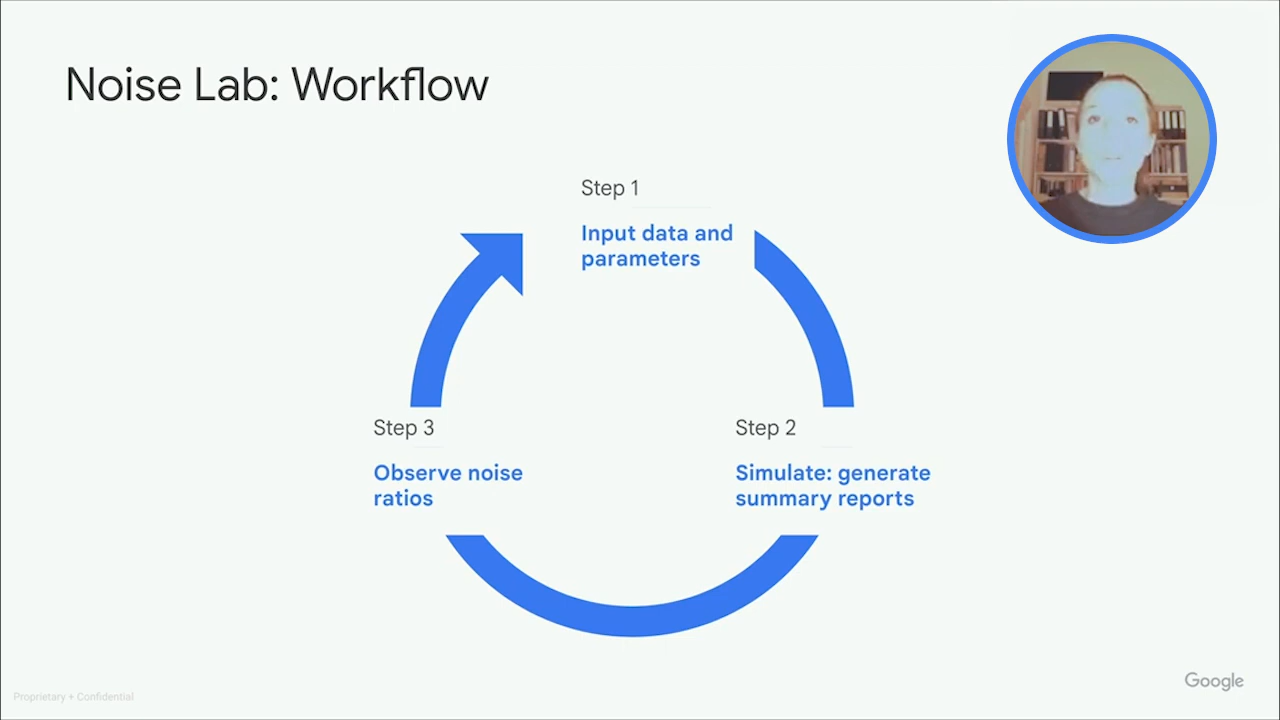 Noise Lab: Workflow
Step 1
Input data and
parameters
Step 3
Observe noise
ratios
Step 2
Simulate: generate
summary reports
Proprietary + Confidential
Google